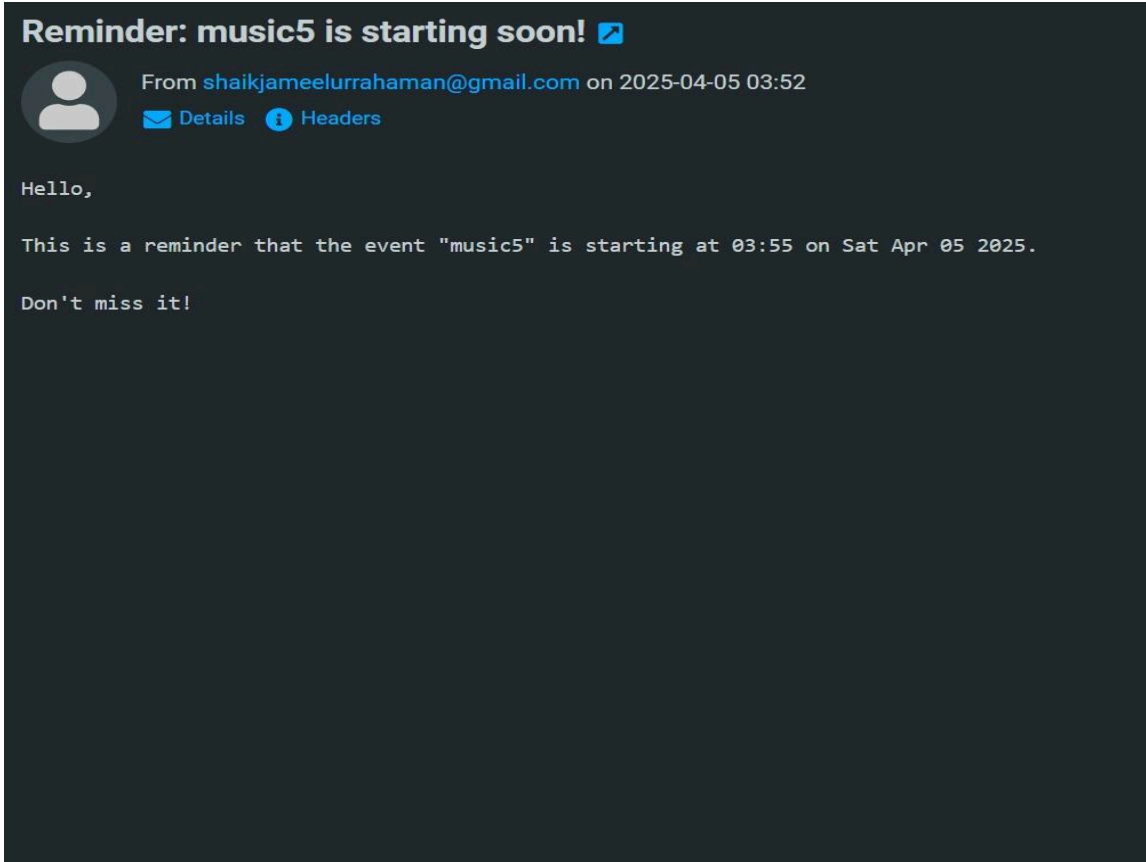 Reminder: music5 is starting soon!
From shaikjameelurrahaman@gmail.com on 2025-04-05 03:52
Details Headers
Hello,
This is a reminder that the event "music5" is starting at 03:55 on Sat Apr 05 2025.
Don't miss it!